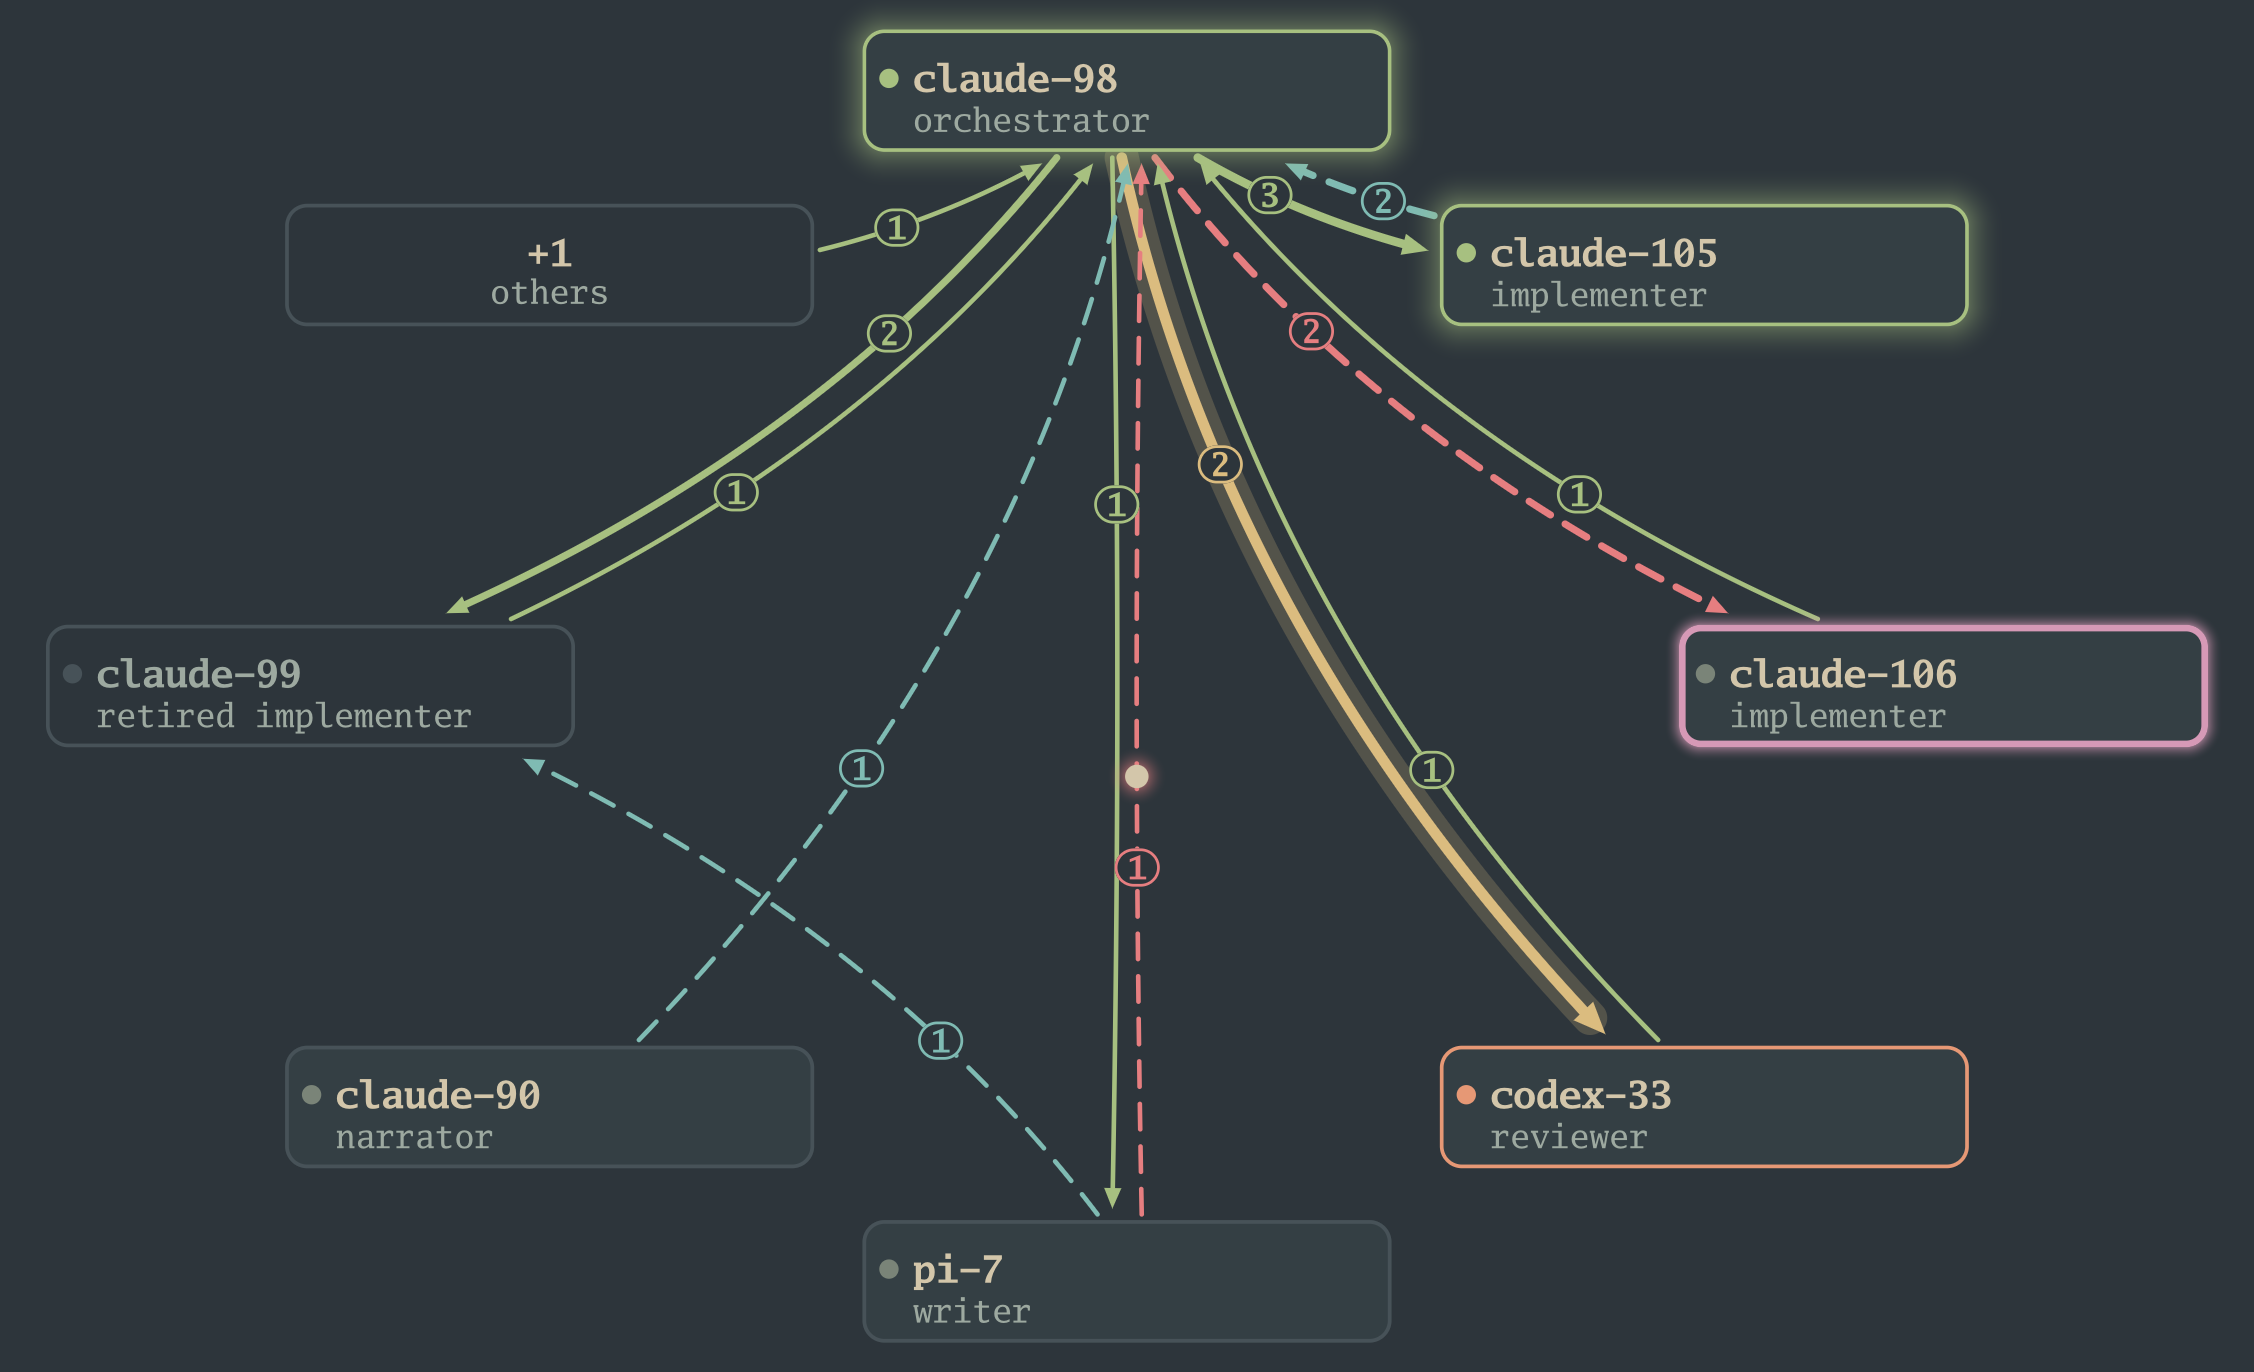 claude-98
orchestrator
3
2
1
+1
others
claude-105
implementer
2
2
2
1
1
1
claude-99
retired implementer
claude-106
implementer
1
1
1
1
claude-90
narrator
codex-33
reviewer
pi-7
writer